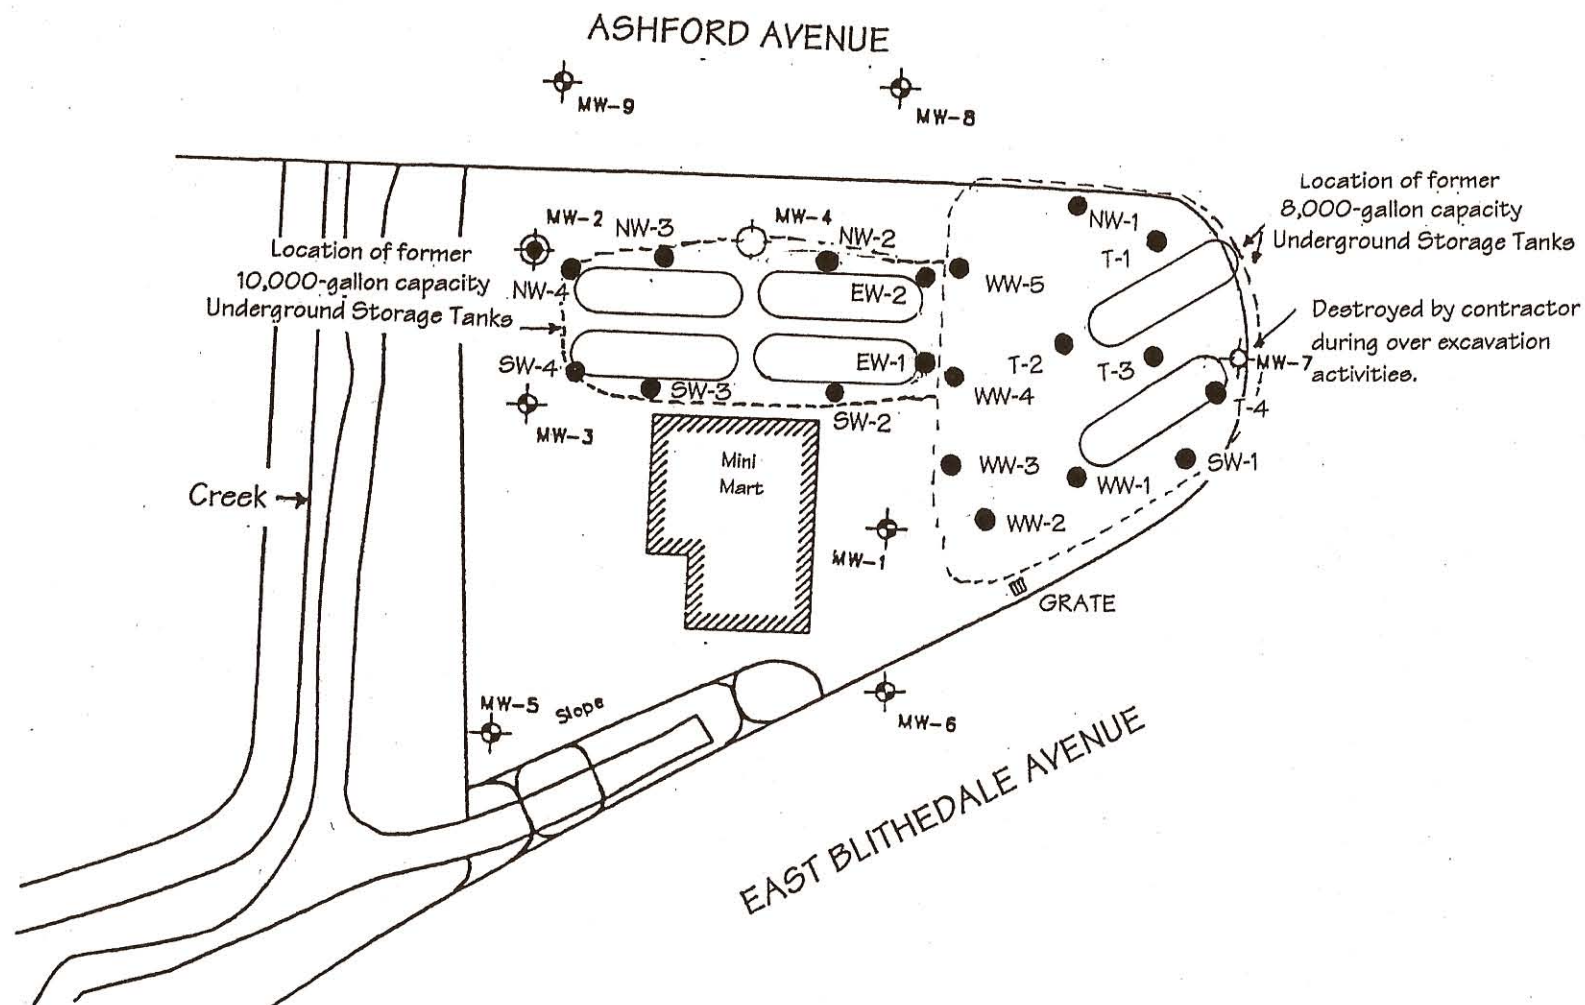 ASHFORD AVENUE
MW-9
MW-8
Location of former
8,000-gallon capacity
Underground Storage Tanks
MW-2
NW-3
MW-4
NW-2
NW-1
T-1
Location of former
10,000-gallon capacity
Underground Storage Tanks
NW-4
EW-2
WW-5
Destroyed by contractor
during over excavation
activities.
MW-7
SW-4
EW-1
T-2
T-3
SW-3
SW-2
WW-4
T-4
MW-3
Mini
Mart
WW-3
WW-1
SW-1
Creek
WW-2
MW-1
GRATE
MW-5
Slope
MW-6
EAST BLITHEDALE AVENUE